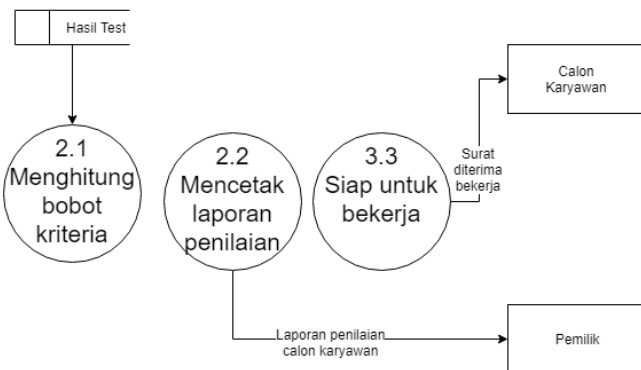 Hasil Test
2.1
Menghitung
bobot
kriteria
2.2
Mencetak
laporan
penilaian
3.3
Siap untuk
bekerja
Surat
diterima
bekerja
Calon
Karyawan
Laporan penilaian
calon karyawan
Pemilik